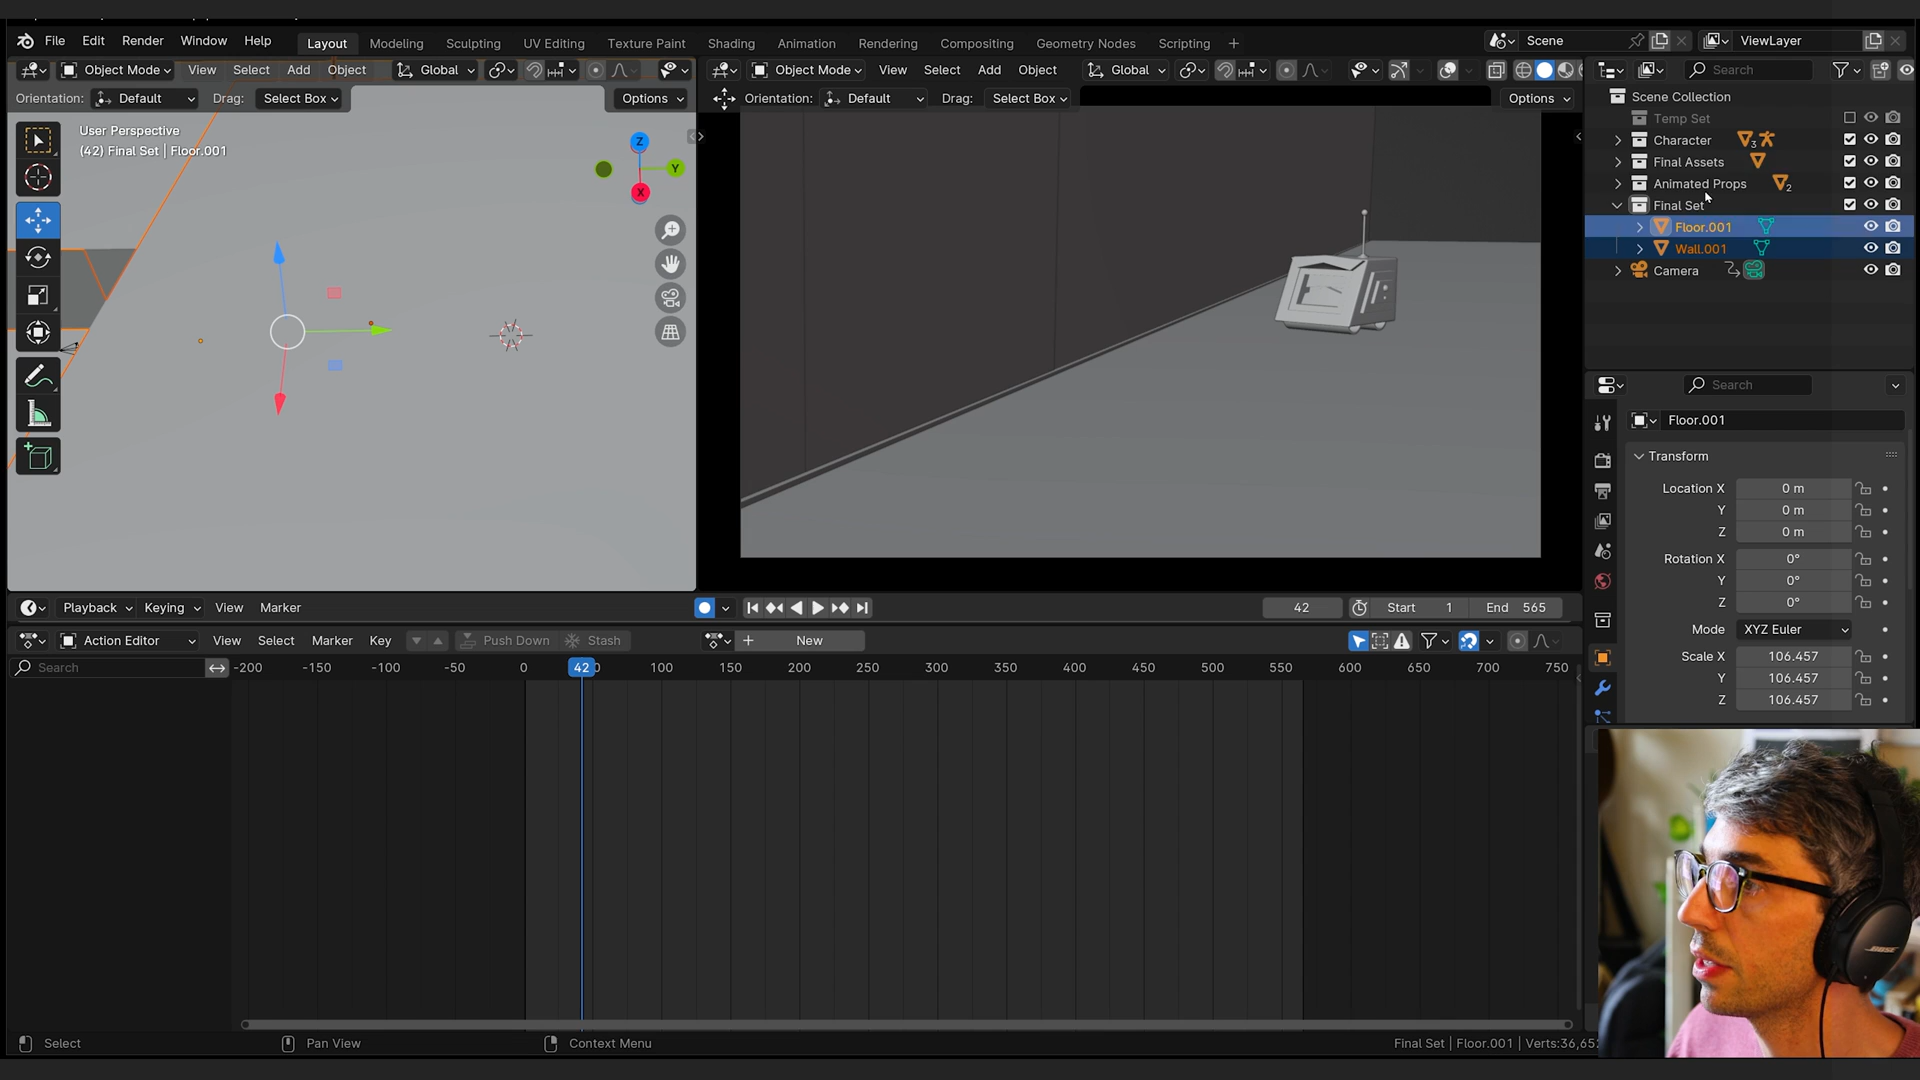 File Edit Render Window Help Layout Modeling Sculpting UV Editing Texture Paint Shading Animation Rendering Compositing Geometry Nodes Scripting + Scene ViewLayer
Object Mode View Select Add Object Global Object Mode View Select Add Object Global Search
Orientation: Default Drag: Select Box Options Orientation: Default Drag: Select Box Options
Scene Collection
Temp Set
Character 3
Final Assets
Animated Props 2
Final Set
Floor.001
Wall.001
Camera
User Perspective
(42) Final Set | Floor.001
Z
Y
X
Search
Floor.001
Transform
Location X 0 m
Y 0 m
Z 0 m
Rotation X 0°
Y 0°
Z 0°
Mode XYZ Euler
Scale X 106.457
Y 106.457
Z 106.457
Playback Keying View Marker 42 Start 1 End 565
Action Editor View Select Marker Key Push Down Stash New
Search -200 -150 -100 -50 0 42 100 150 200 250 300 350 400 450 500 550 600 650 700 750
Select Pan View Context Menu Final Set | Floor.001 | Verts:36,65
BOSE